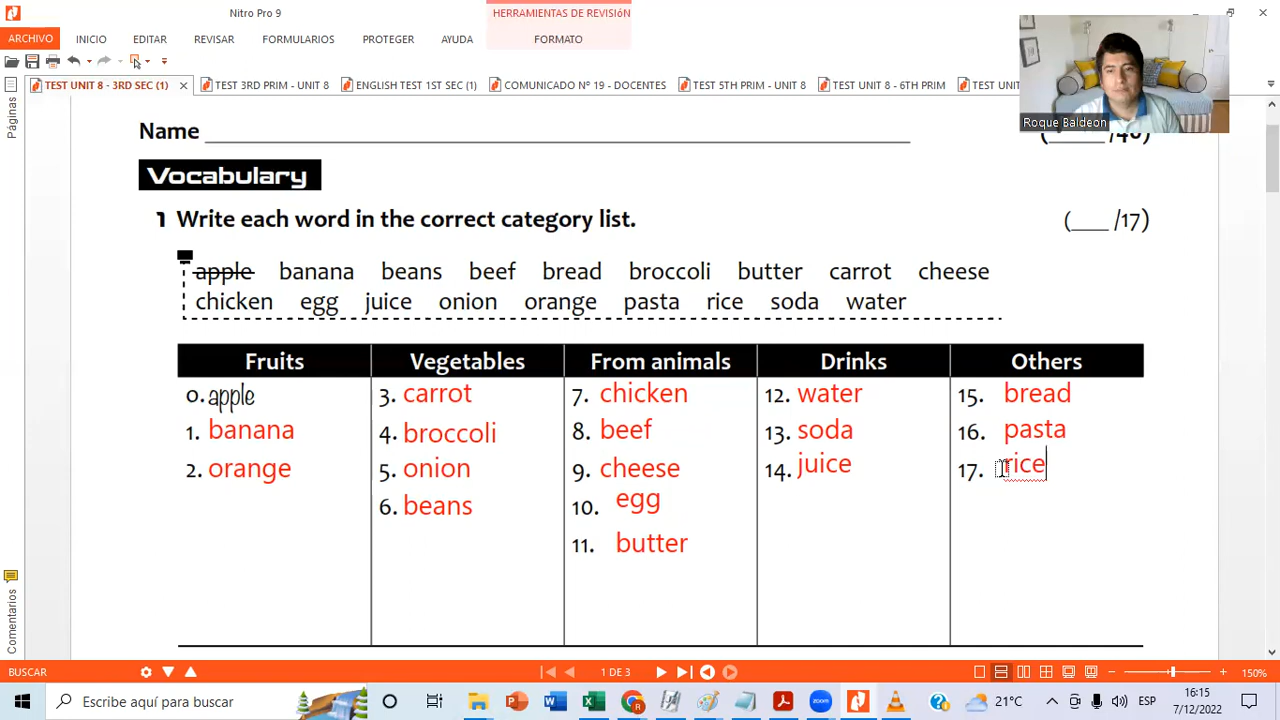 Nitro Pro 9
HERRAMIENTAS DE REVISIóN
ARCHIVO INICIO EDITAR REVISAR FORMULARIOS PROTEGER AYUDA FORMATO
TEST UNIT 8 - 3RD SEC (1) TEST 3RD PRIM - UNIT 8 ENGLISH TEST 1ST SEC (1) COMUNICADO Nº 19 - DOCENTES TEST 5TH PRIM - UNIT 8 TEST UNIT 8 - 6TH PRIM TEST UNIT
Roque Baldeon
Páginas
Name (____/40)
Vocabulary
1 Write each word in the correct category list. (___ /17)
apple banana beans beef bread broccoli butter carrot cheese
chicken egg juice onion orange pasta rice soda water
Fruits Vegetables From animals Drinks Others
0. apple 3. carrot 7. chicken 12. water 15. bread
1. banana 4. broccoli 8. beef 13. soda 16. pasta
2. orange 5. onion 9. cheese 14. juice 17. rice
6. beans 10. egg
11. butter
Comentarios
BUSCAR 1 DE 3 150%
Escribe aquí para buscar 21°C ESP 16:15
7/12/2022